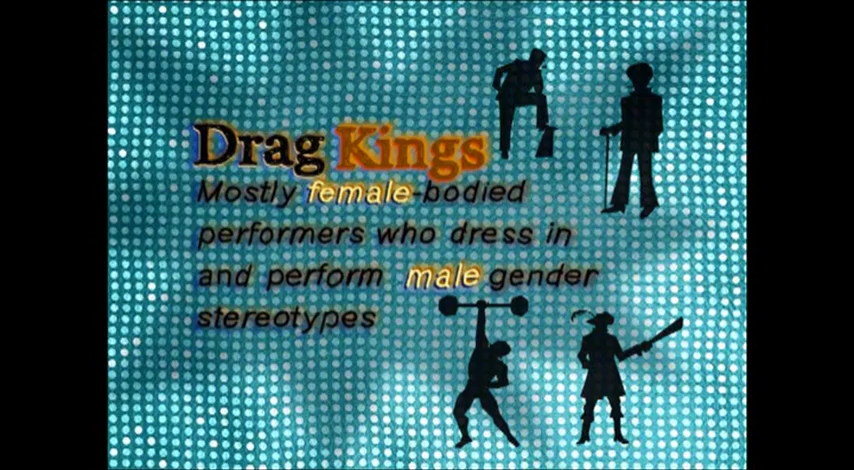 Drag Kings
Mostly female-bodied
performers who dress in
and perform male gender
stereotypes